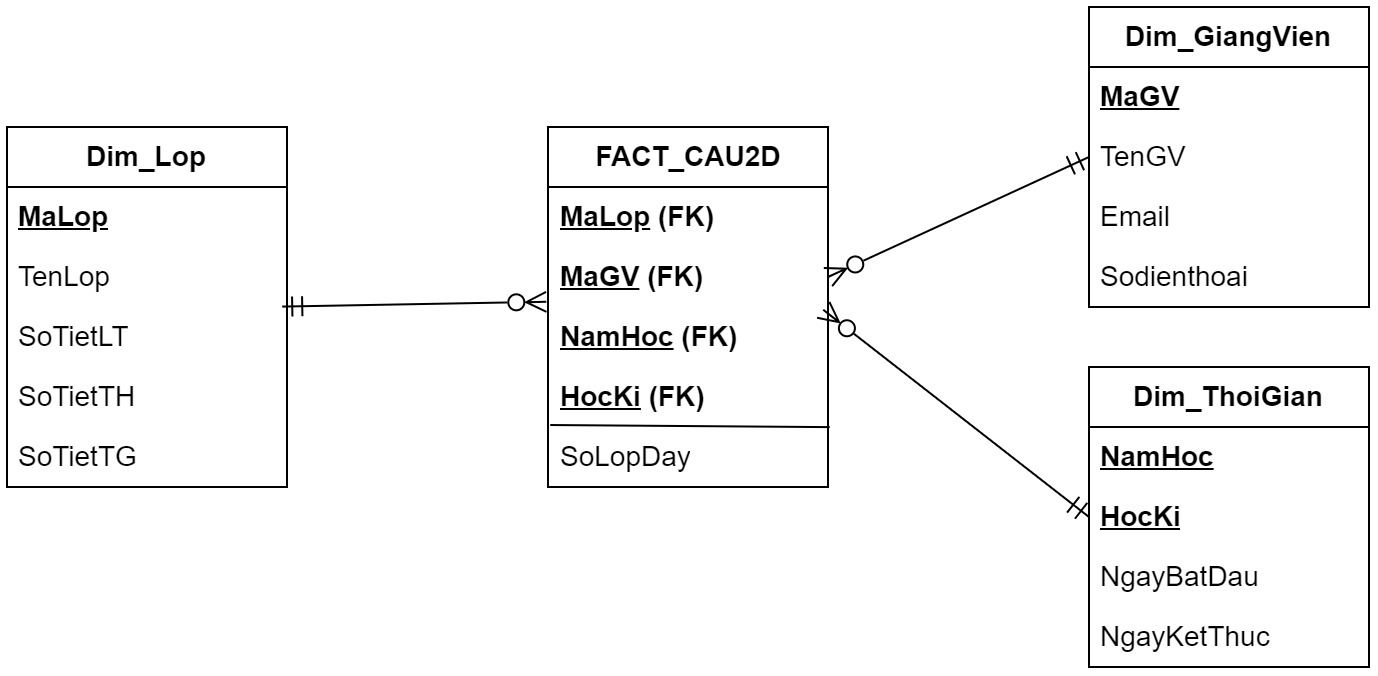 Dim_Lop
MaLop
TenLop
SoTietLT
SoTietTH
SoTietTG
FACT_CAU2D
MaLop (FK)
MaGV (FK)
NamHoc (FK)
HocKi (FK)
SoLopDay
Dim_GiangVien
MaGV
TenGV
Email
Sodienthoai
Dim_ThoiGian
NamHoc
HocKi
NgayBatDau
NgayKetThuc